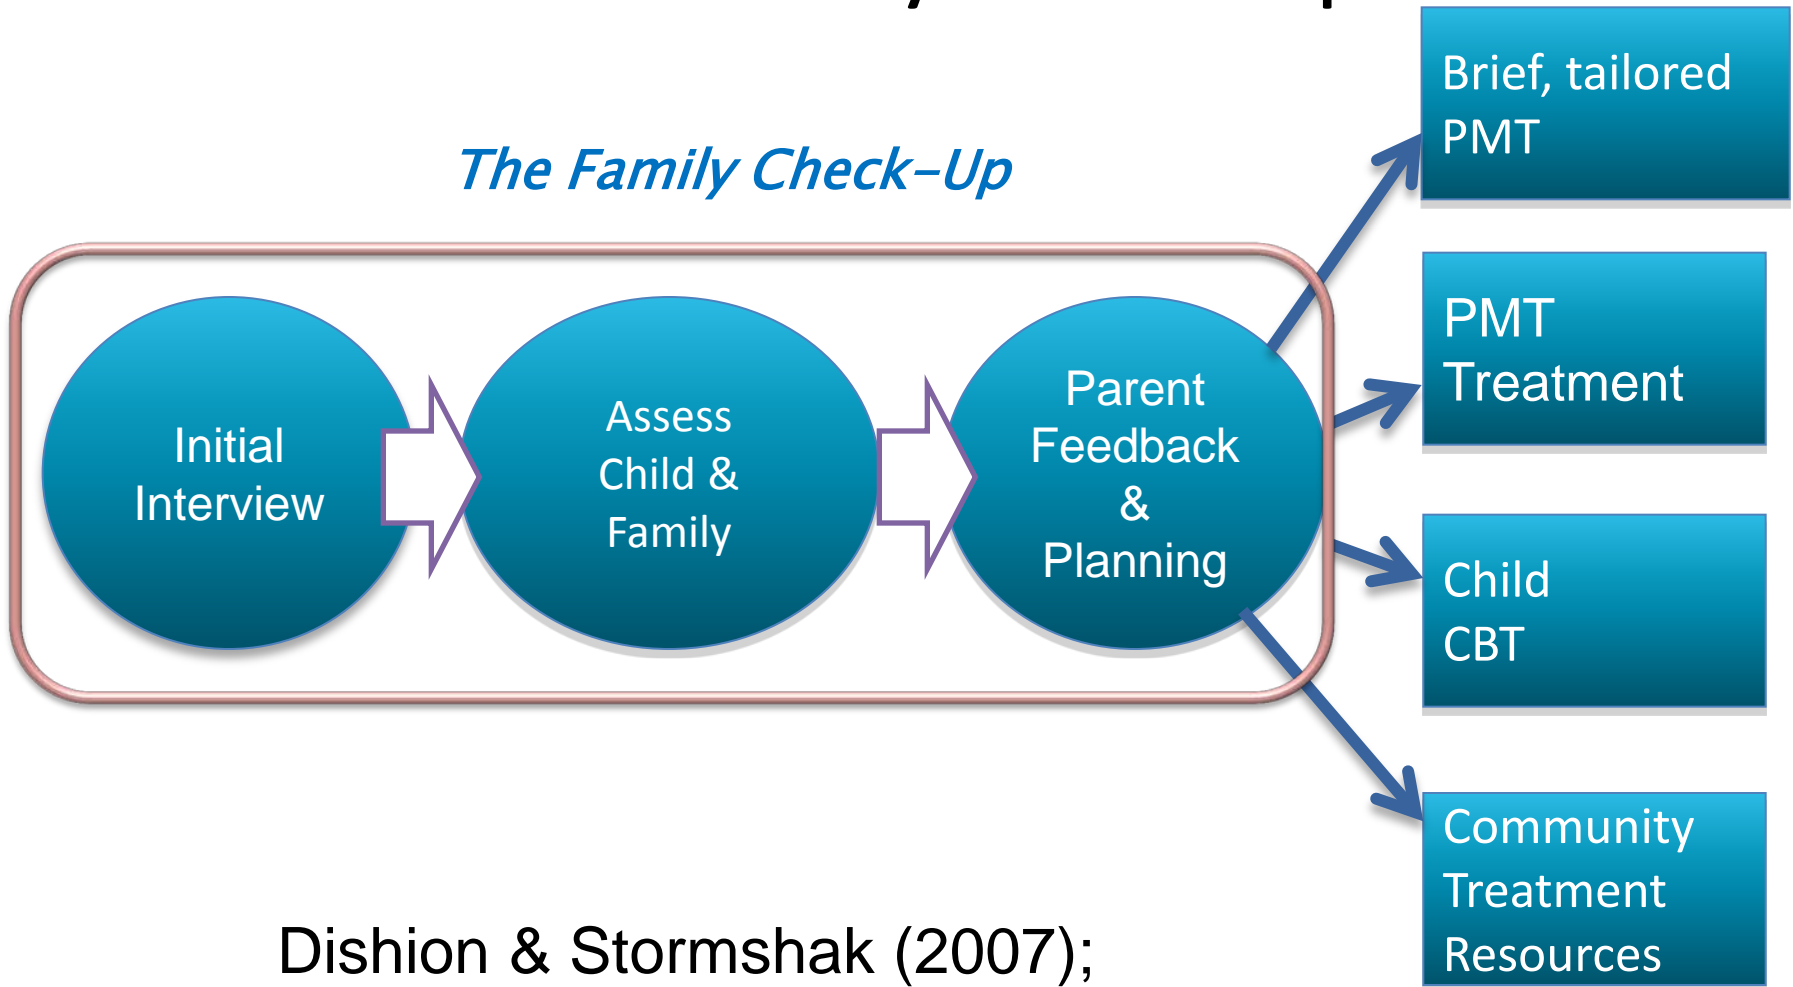 The Family Check-Up
Initial
Interview
Assess
Child &
Family
Parent
Feedback
&
Planning
Brief, tailored
PMT
PMT
Treatment
Child
CBT
Community
Treatment
Resources
Dishion & Stormshak (2007);